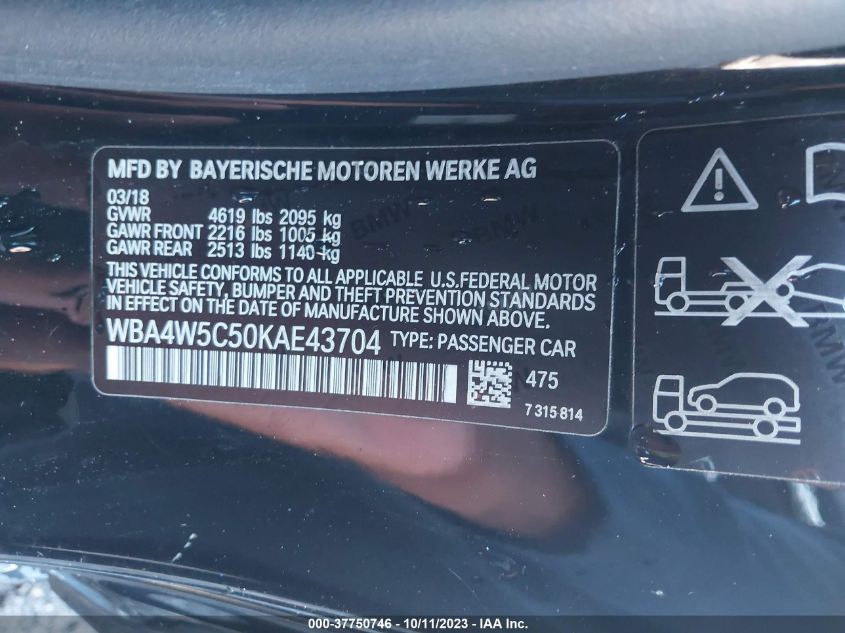 MFD BY BAYERISCHE MOTOREN WERKE AG
03/18
GVWR 4619 lbs 2095 kg
GAWR FRONT 2216 lbs 1005 kg
GAWR REAR 2513 lbs 1140 kg
THIS VEHICLE CONFORMS TO ALL APPLICABLE U.S.FEDERAL MOTOR
VEHICLE SAFETY, BUMPER AND THEFT PREVENTION STANDARDS
IN EFFECT ON THE DATE OF MANUFACTURE SHOWN ABOVE.
WBA4W5C50KAE43704 TYPE: PASSENGER CAR
475
7 315 814
BMW
BMW
000-37750746 - 10/11/2023 - IAA Inc.